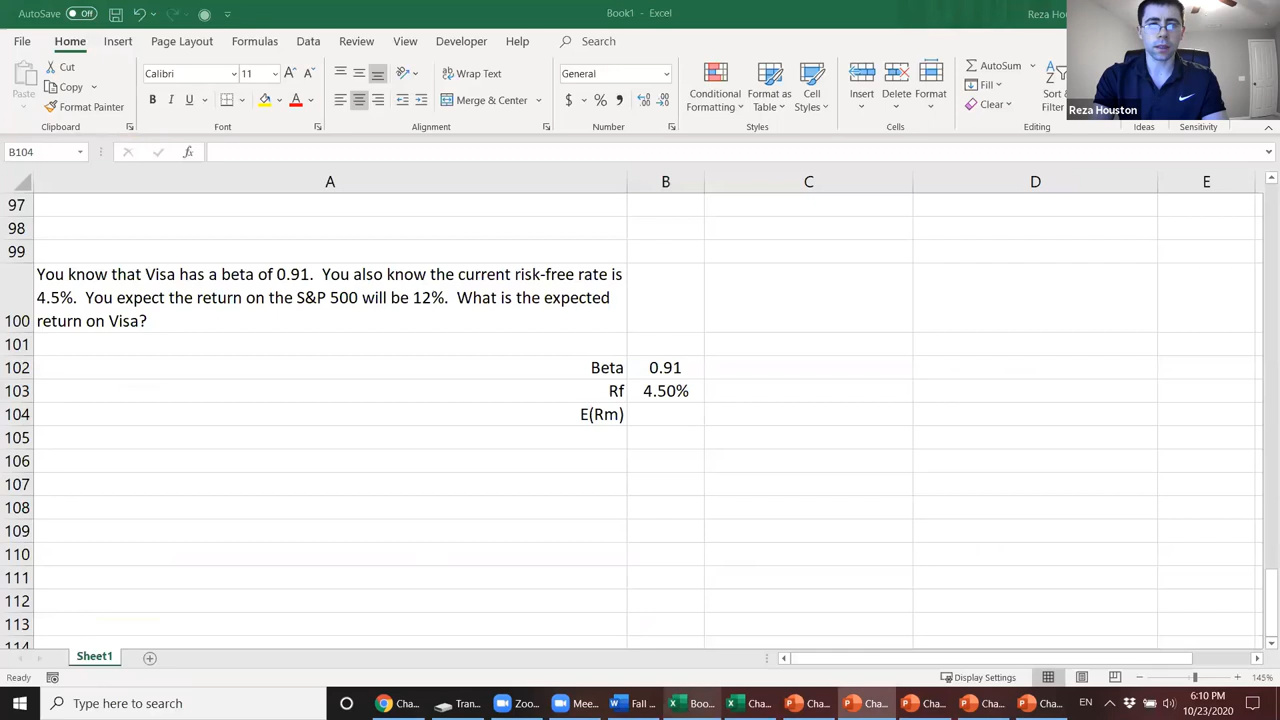 AutoSave Off Book1 - Excel Reza Hou
File Home Insert Page Layout Formulas Data Review View Developer Help Search
Cut Calibri 11 Wrap Text General Conditional Format as Cell Insert Delete Format AutoSum Sort
Copy Formatting Table Styles Fill Filter
Paste Format Painter Merge & Center Clear
Clipboard Font Alignment Number Styles Cells Editing Ideas Sensitivity
Reza Houston
B104 fx
A B C D E
97
98
99
You know that Visa has a beta of 0.91. You also know the current risk-free rate is
4.5%. You expect the return on the S&P 500 will be 12%. What is the expected
100 return on Visa?
101
102 Beta 0.91
103 Rf 4.50%
104 E(Rm)
105
106
107
108
109
110
111
112
113
114
Sheet1
Ready Display Settings 145%
Type here to search Cha... Tran... Zoo... Mee... Fall ... Boo... Cha... Cha... Cha... Cha... Cha... Cha... EN 6:10 PM
10/23/2020